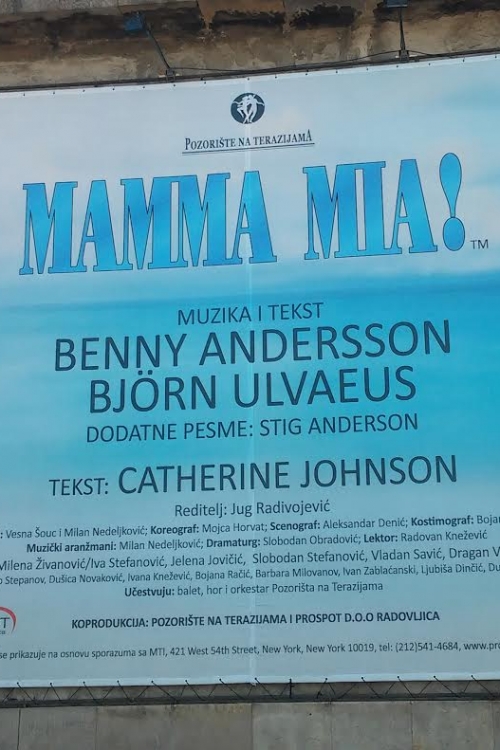 POZORIŠTE NA TERAZIJAMA
MAMMA MIA! TM
MUZIKA I TEKST
BENNY ANDERSSON
BJÖRN ULVAEUS
DODATNE PESME: STIG ANDERSON
TEKST: CATHERINE JOHNSON
Reditelj: Jug Radivojević
: Vesna Šouc i Milan Nedeljković; Koreograf: Mojca Horvat; Scenograf: Aleksandar Denić; Kostimograf: Boja
Muzički aranžmani: Milan Nedeljković; Dramaturg: Slobodan Obradović; Lektor: Radovan Knežević
Milena Živanović/Iva Stefanović, Jelena Jovičić, Slobodan Stefanović, Vladan Savić, Dragan V
o Stepanov, Dušica Novaković, Ivana Knežević, Bojana Račić, Barbara Milovanov, Ivan Zablaćanski, Ljubiša Dinčić, Du
Učestvuju: balet, hor i orkestar Pozorišta na Terazijama
KOPRODUKCIJA: POZORIŠTE NA TERAZIJAMA I PROSPOT D.O.O RADOVLJICA
se prikazuje na osnovu sporazuma sa MTI, 421 West 54th Street, New York, New York 10019, tel: (212)541-4684, www.pro